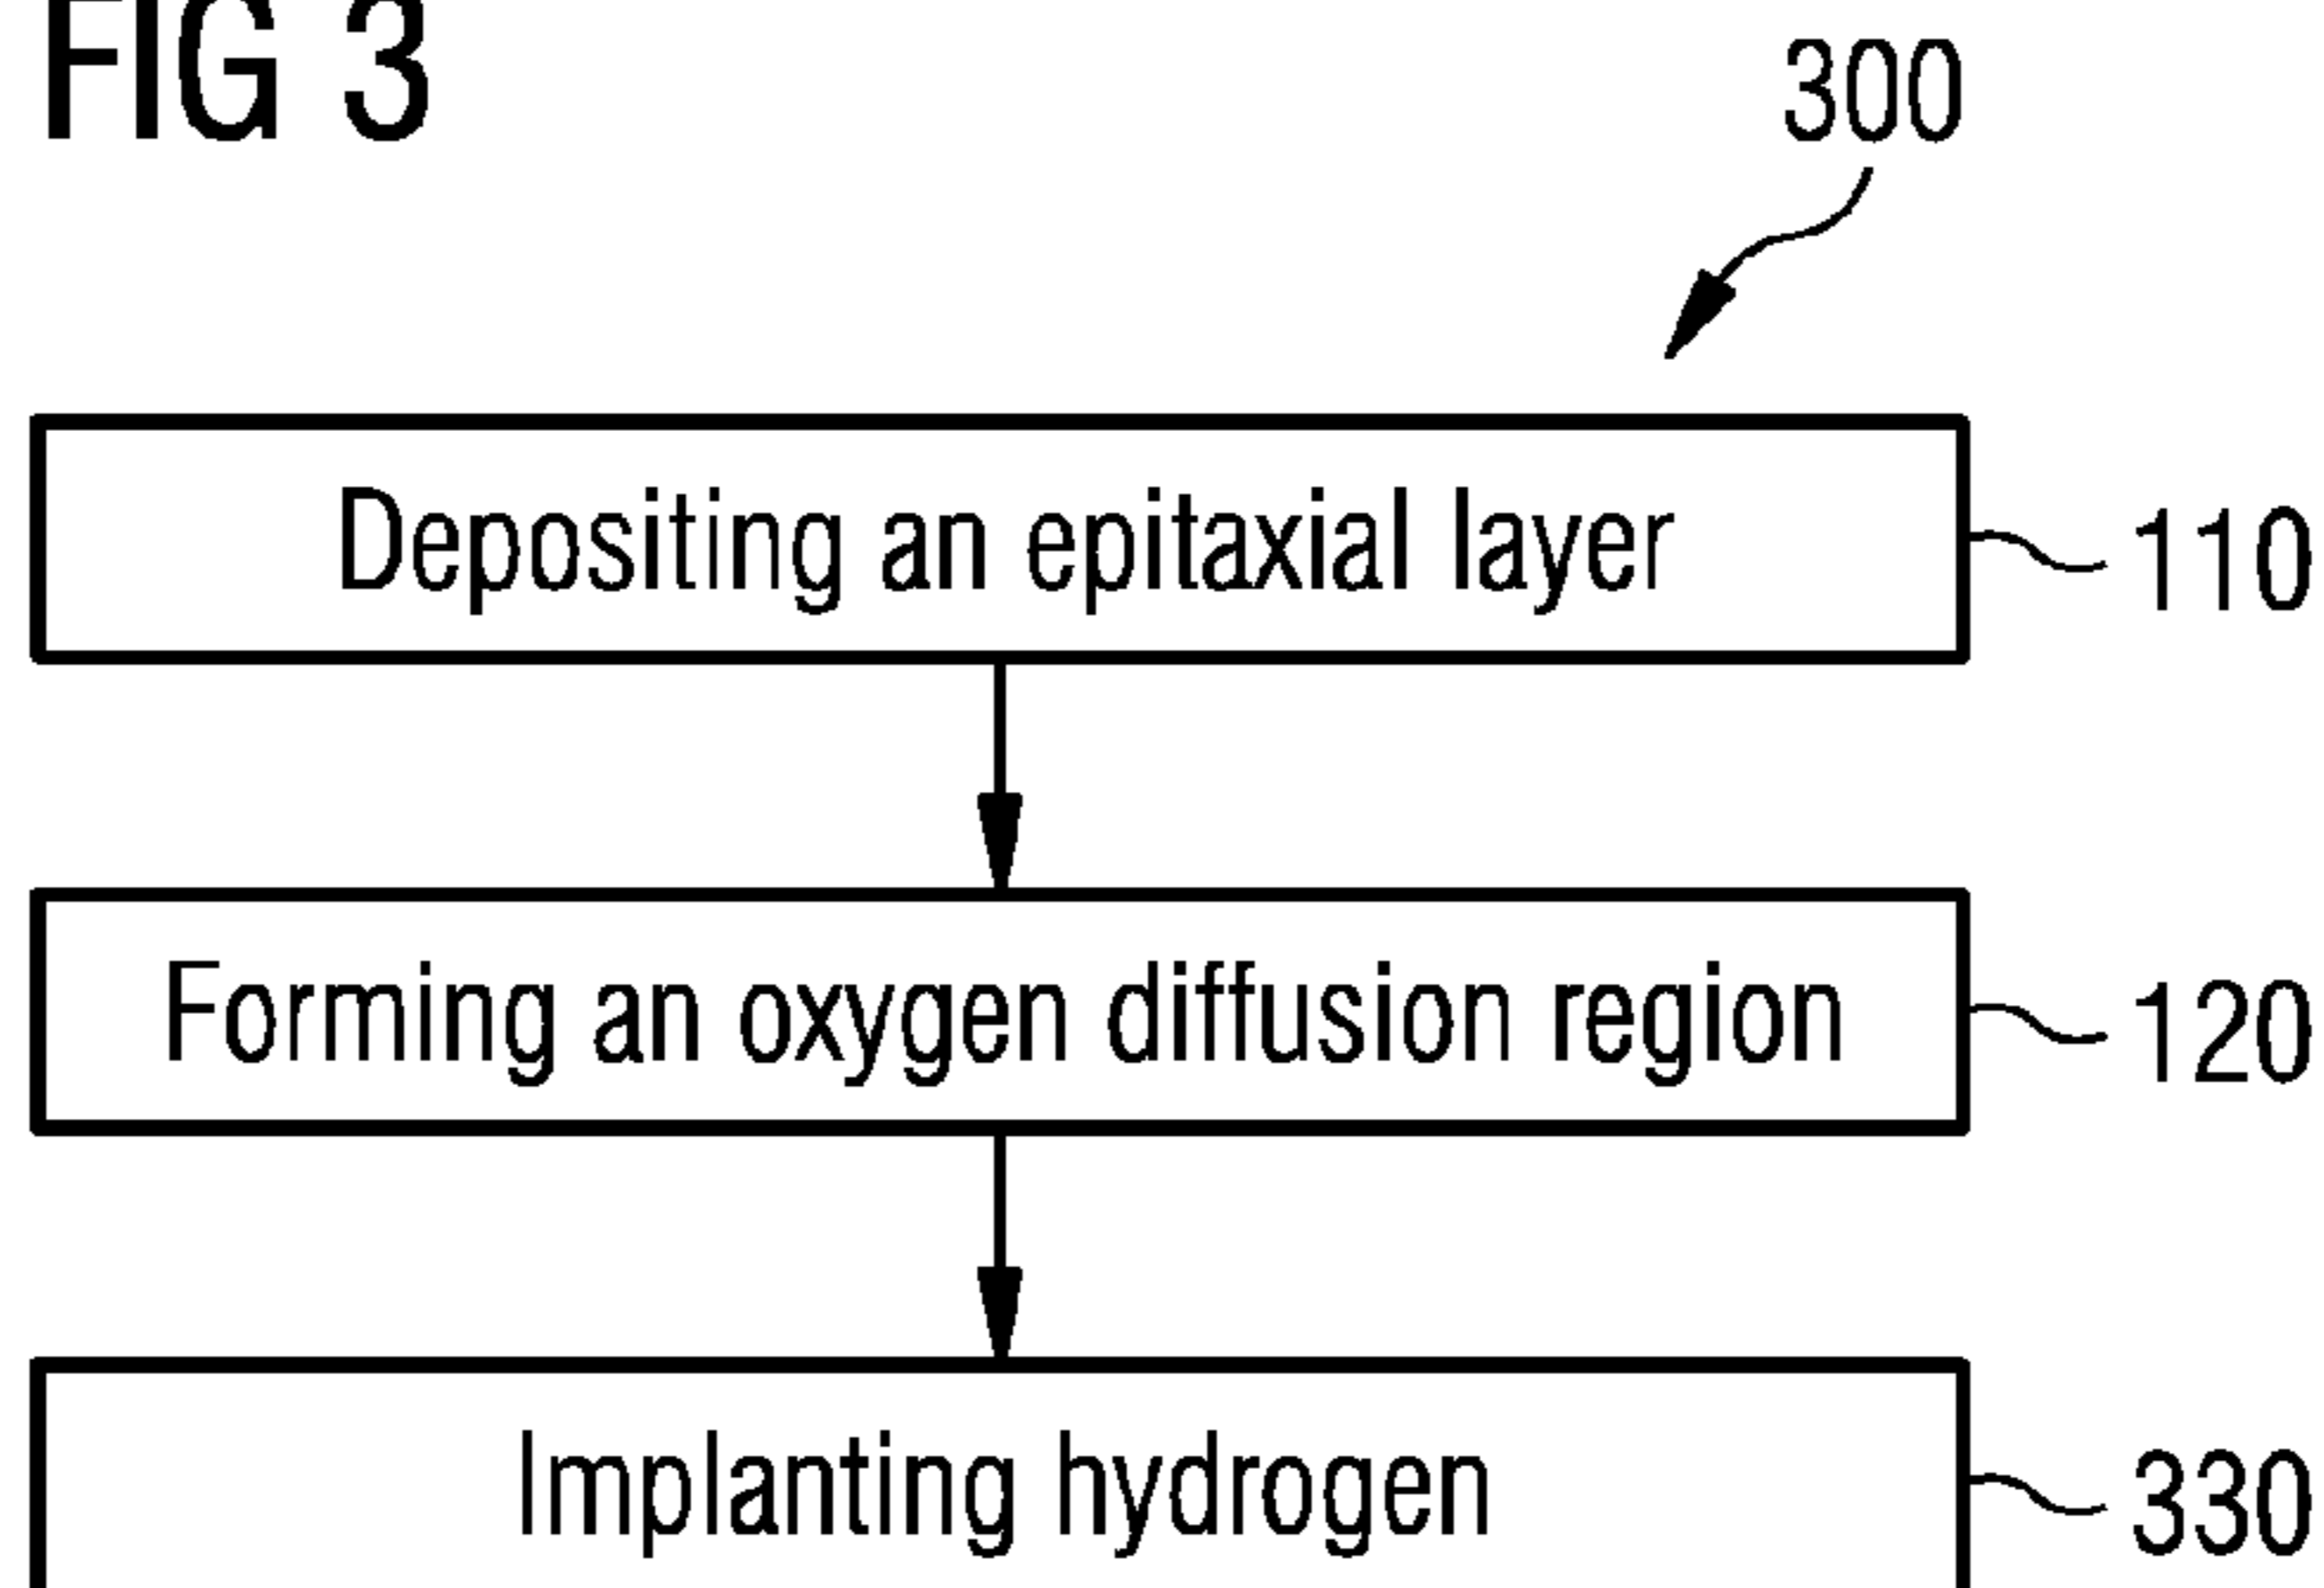 FIG 3
300
Depositing an epitaxial layer
110
Forming an oxygen diffusion region
120
Implanting hydrogen
330